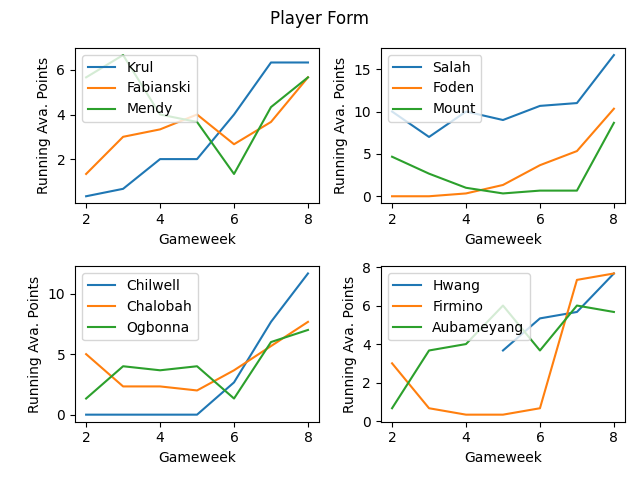 Player Form
Running Ava. Points
6
4
2
Krul
Fabianski
Mendy
2 4 6 8
Gameweek
Running Ava. Points
15
10
5
0
Salah
Foden
Mount
2 4 6 8
Gameweek
Running Ava. Points
10
5
0
Chilwell
Chalobah
Ogbonna
2 4 6 8
Gameweek
Running Ava. Points
8
6
4
2
0
Hwang
Firmino
Aubameyang
2 4 6 8
Gameweek